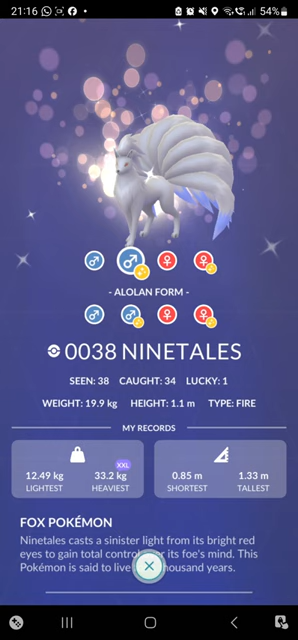 21:16
54%
- ALOLAN FORM -
0038 NINETALES
SEEN: 38 CAUGHT: 34 LUCKY: 1
WEIGHT: 19.9 kg HEIGHT: 1.1 m TYPE: FIRE
MY RECORDS
XXL
12.49 kg 33.2 kg 0.85 m 1.33 m
LIGHTEST HEAVIEST SHORTEST TALLEST
FOX POKÉMON
Ninetales casts a sinister light from its bright red
eyes to gain total its foe's mind. This
Pokémon is said to live thousand years.